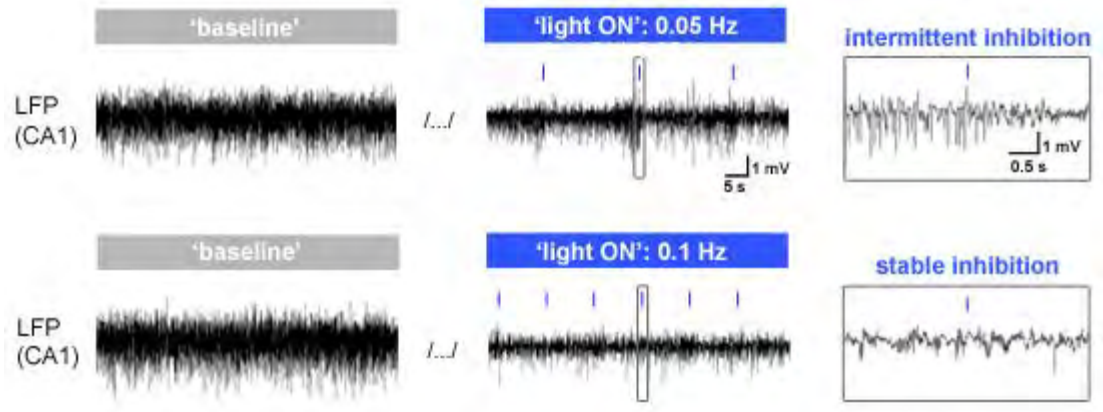 'baseline'
'light ON': 0.05 Hz
intermittent inhibition
LFP
(CA1)
/.../
1 mV
5 s
1 mV
0.5 s
'baseline'
'light ON': 0.1 Hz
stable inhibition
LFP
(CA1)
/.../